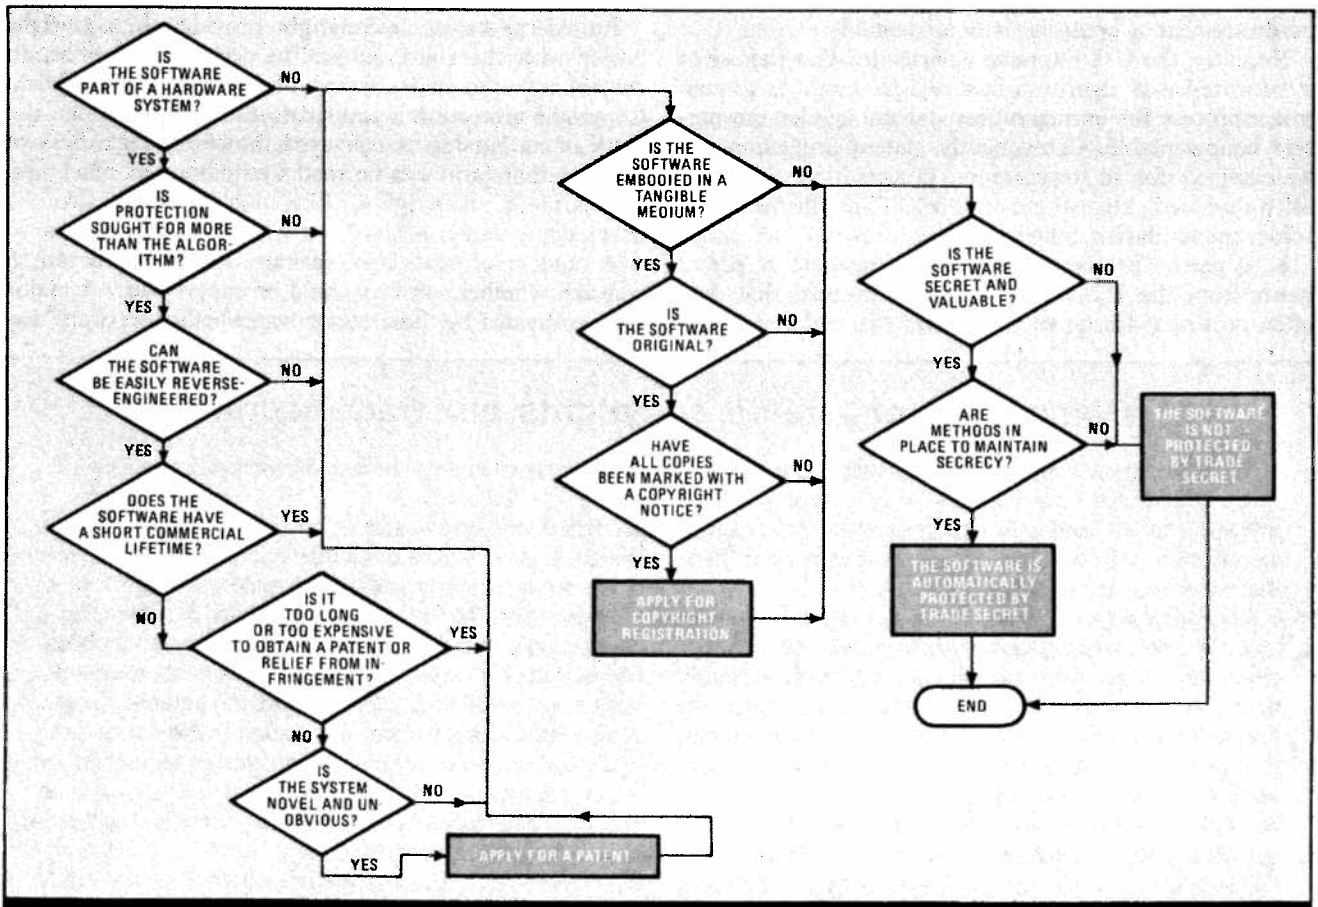 IS
THE SOFTWARE
PART OF A HARDWARE
SYSTEM?
NO
YES
IS
PROTECTION
SOUGHT FOR MORE
THAN THE ALGOR-
ITHM?
NO
YES
CAN
THE SOFTWARE
BE EASILY REVERSE-
ENGINEERED?
NO
YES
DOES THE
SOFTWARE HAVE
A SHORT COMMERCIAL
LIFETIME?
YES
NO
IS IT
TOO LONG
OR TOO EXPENSIVE
TO OBTAIN A PATENT OR
RELIEF FROM IN-
FRINGEMENT?
YES
NO
IS
THE SYSTEM
NOVEL AND UN-
OBVIOUS?
NO
YES
APPLY FOR A PATENT
IS THE
SOFTWARE
EMBODIED IN A
TANGIBLE
MEDIUM?
NO
YES
IS
THE SOFTWARE
ORIGINAL?
NO
YES
HAVE
ALL COPIES
BEEN MARKED WITH
A COPYRIGHT
NOTICE?
NO
YES
APPLY FOR
COPYRIGHT
REGISTRATION
IS THE
SOFTWARE
SECRET AND
VALUABLE?
NO
YES
ARE
METHODS IN
PLACE TO MAINTAIN
SECRECY?
NO
YES
THE SOFTWARE
IS NOT
PROTECTED
BY TRADE
SECRET
THE SOFTWARE IS
AUTOMATICALLY
PROTECTED BY
TRADE SECRET
END